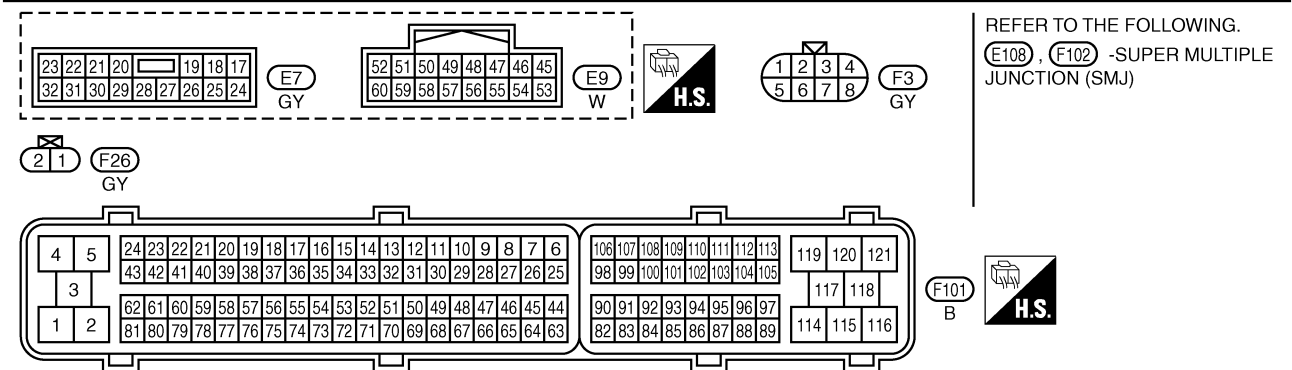 REFER TO THE FOLLOWING.
E108 , F102 -SUPER MULTIPLE
JUNCTION (SMJ)
23 22 21 20 19 18 17
32 31 30 29 28 27 26 25 24
E7
GY
52 51 50 49 48 47 46 45
60 59 58 57 56 55 54 53
E9
W
H.S.
1 2 3 4
5 6 7 8
F3
GY
2 1
F26
GY
4 5
3
1 2
24 23 22 21 20 19 18 17 16 15 14 13 12 11 10 9 8 7 6
43 42 41 40 39 38 37 36 35 34 33 32 31 30 29 28 27 26 25
62 61 60 59 58 57 56 55 54 53 52 51 50 49 48 47 46 45 44
81 80 79 78 77 76 75 74 73 72 71 70 69 68 67 66 65 64 63
106 107 108 109 110 111 112 113
98 99 100 101 102 103 104 105
90 91 92 93 94 95 96 97
82 83 84 85 86 87 88 89
119 120 121
117 118
114 115 116
F101
B
H.S.